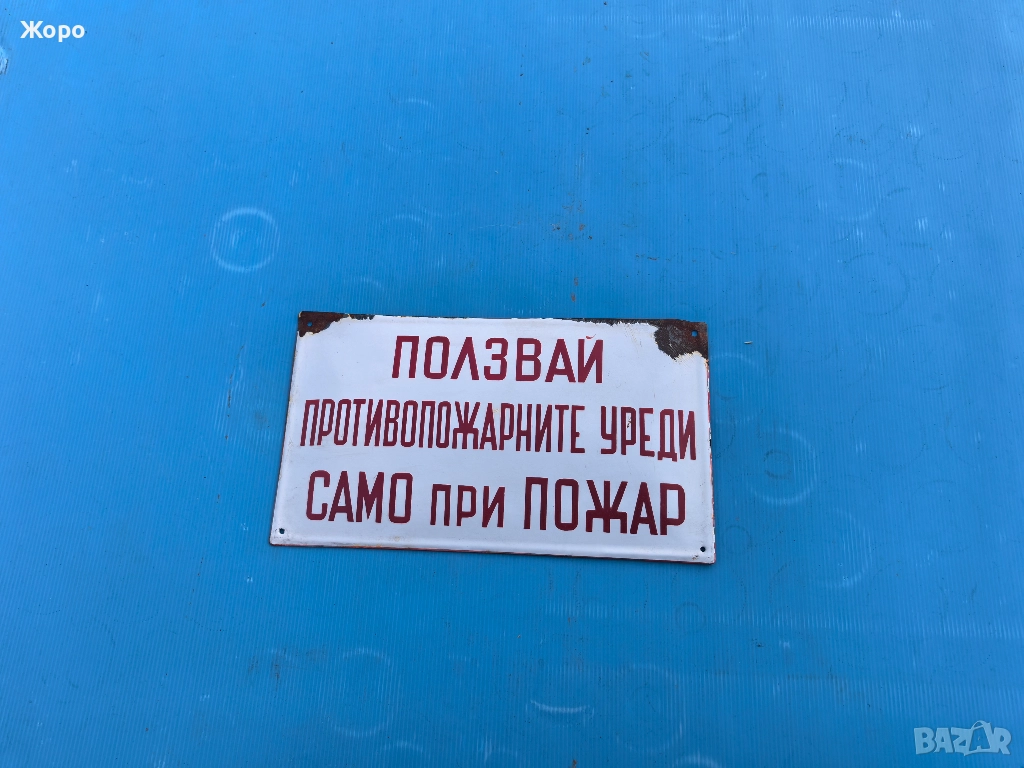 Жоро
ПОЛЗВАЙ
ПРОТИВОПОЖАРНИТЕ УРЕДИ
САМО ПРИ ПОЖАР
BAZAR